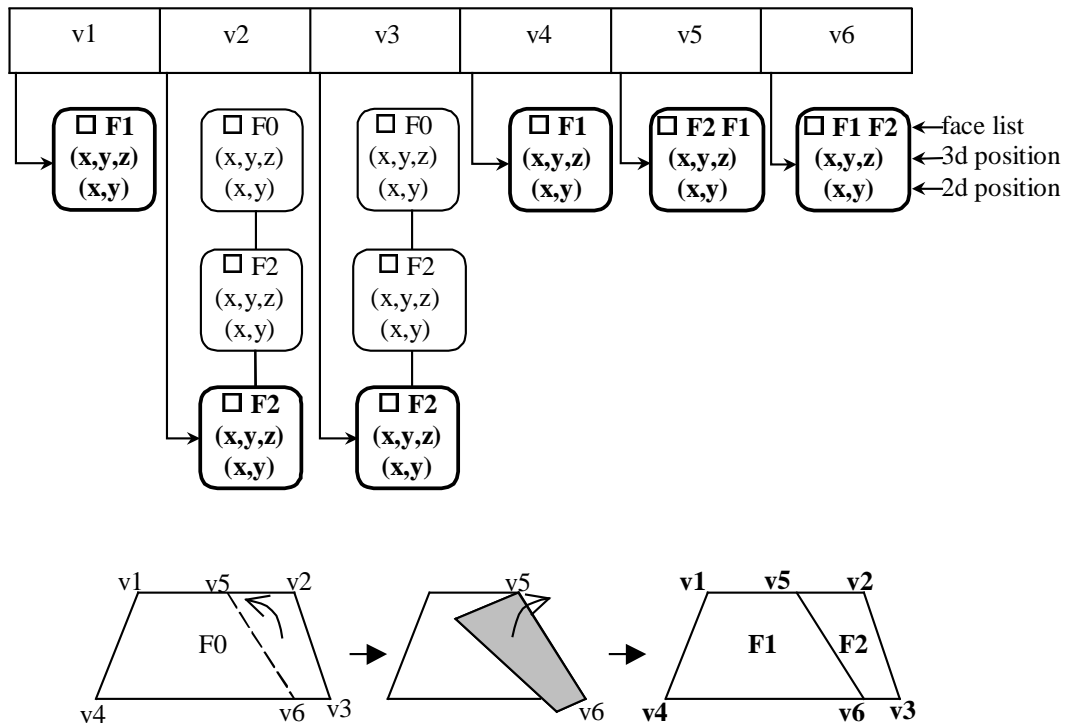 v1 v2 v3 v4 v5 v6
F1 F0 F0 F1 F2 F1 F1 F2 face list
(x,y,z) (x,y,z) (x,y,z) (x,y,z) (x,y,z) (x,y,z) 3d position
(x,y) (x,y) (x,y) (x,y) (x,y) (x,y) 2d position
F2 F2
(x,y,z) (x,y,z)
(x,y) (x,y)
F2 F2
(x,y,z) (x,y,z)
(x,y) (x,y)
v1 v5 v2 v5 v1 v5 v2
F0 F1 F2
v4 v6 v3 v6 v4 v6 v3